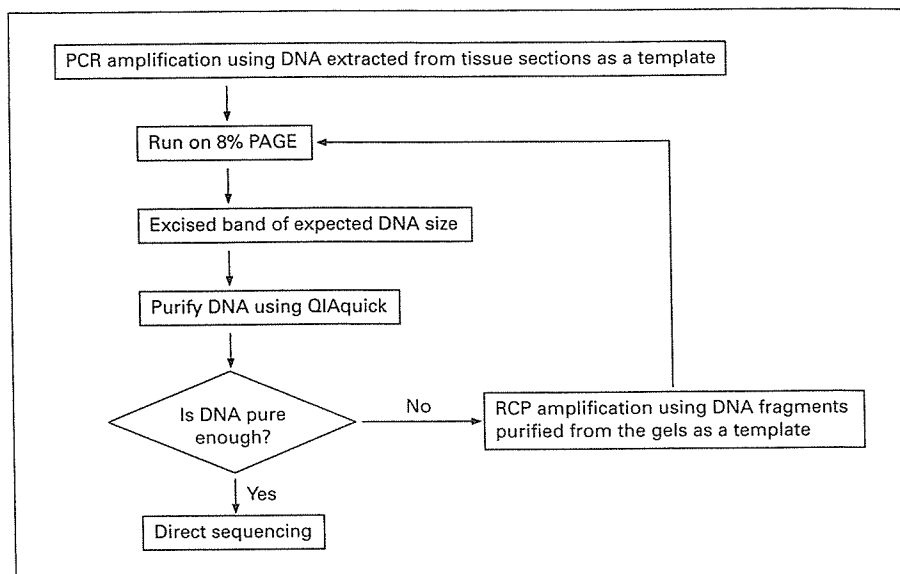 PCR amplification using DNA extracted from tissue sections as a template
Run on 8% PAGE
Excised band of expected DNA size
Purify DNA using QIAquick
Is DNA pure
enough?
No
RCP amplification using DNA fragments
purified from the gels as a template
Yes
Direct sequencing